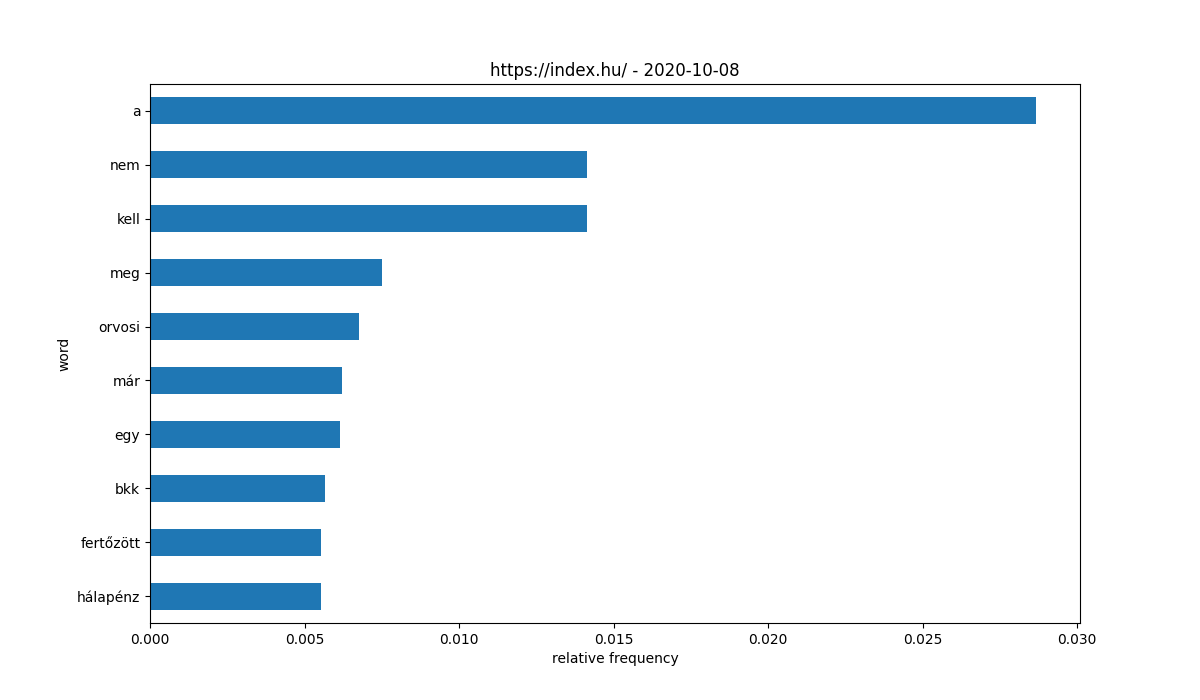 https://index.hu/ - 2020-10-08
a
nem
kell
meg
orvosi
már
egy
bkk
fertőzött
hálapénz
word
0.000 0.005 0.010 0.015 0.020 0.025 0.030
relative frequency